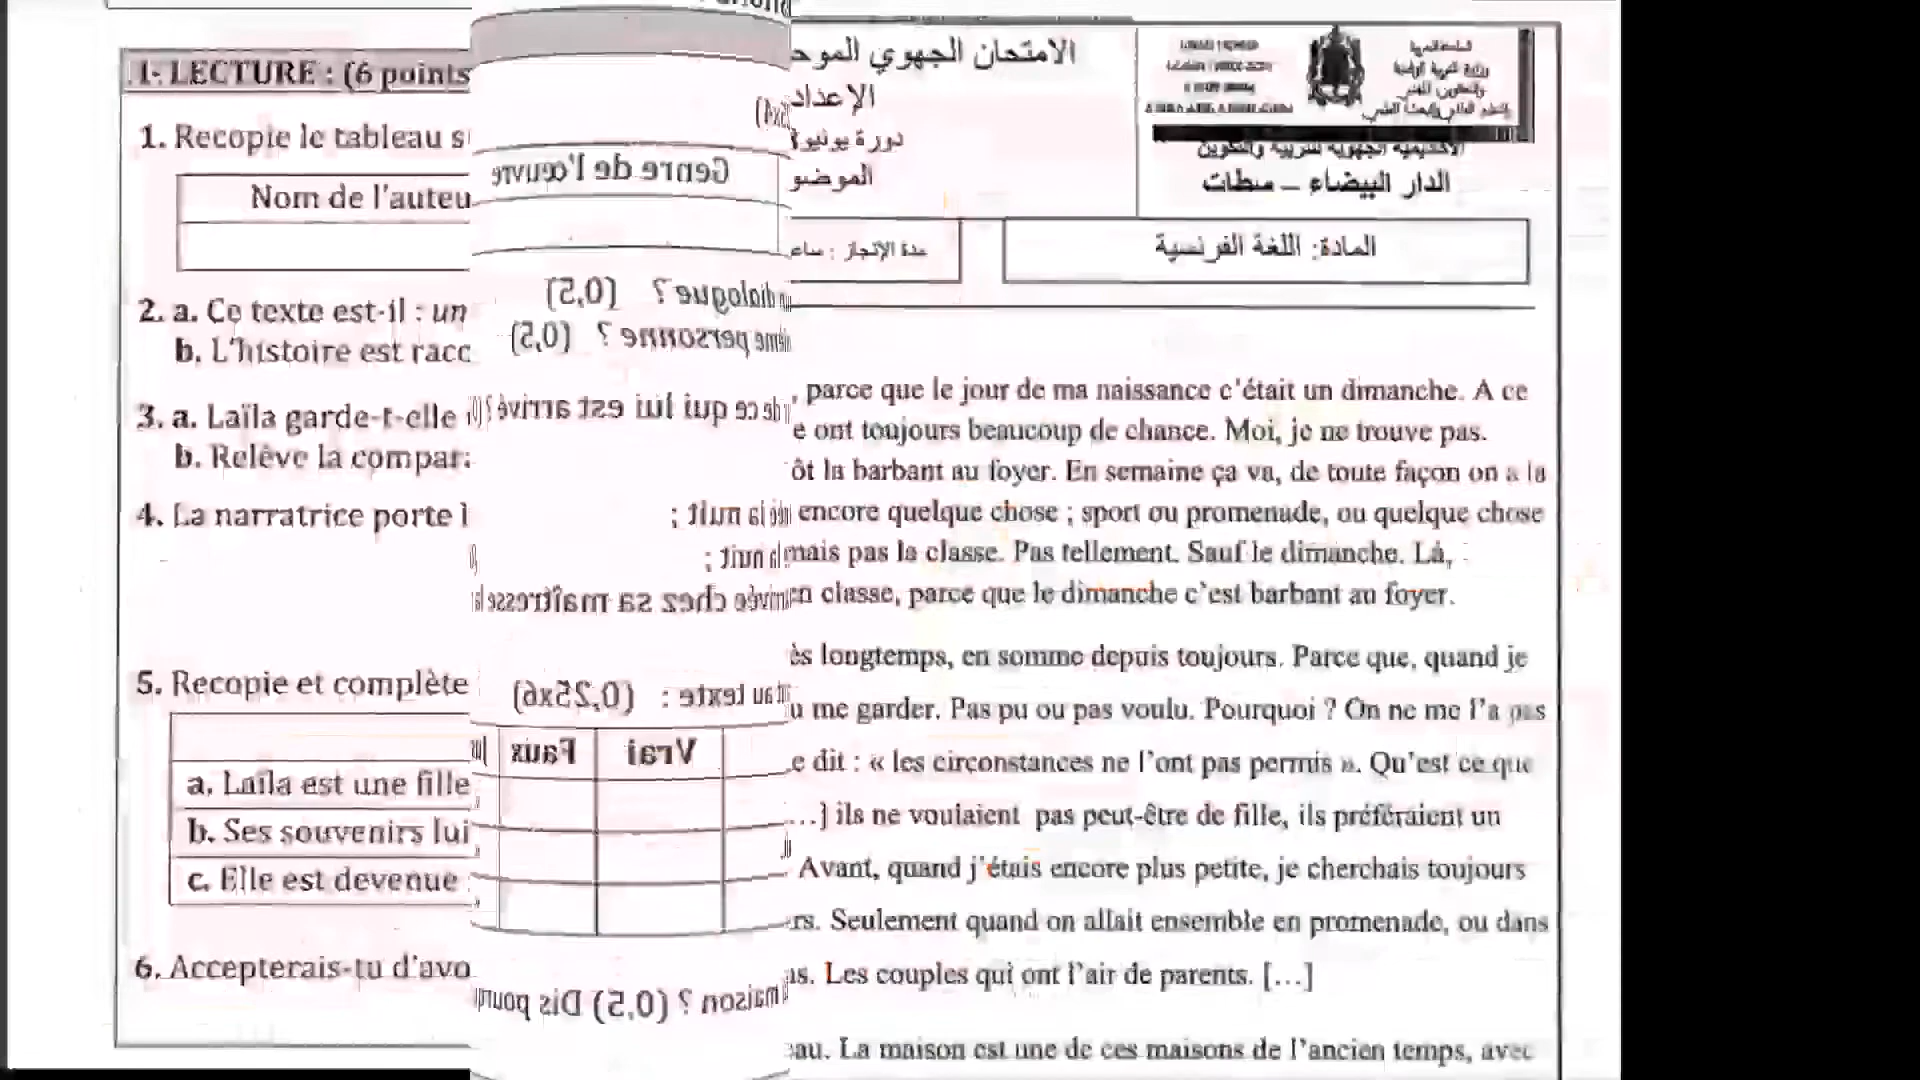 I- LECTURE : (6 points
1. Recopie le tableau
Nom de l'auteu
Genre de l'œuvre
2. a. Ce texte est-il : un
dialogue ? (0,5)
b. L'histoire est raco
personne ? (0,5)
3. a. Laïla garde-t-elle
ce qui lui est arrivé ?
b. Relève la compar
4. La narratrice porte
la nuit ;
nuit ;
chez sa maîtresse
5. Recopie et complète
texte : (0,25x6)
Vrai
Faux
a. Laïla est une fille
b. Ses souvenirs lui
c. Elle est devenue
6. Accepterais-tu d'avo
maison ? (0,5) Dis pourq
الامتحان الجهوي الموح
الإعداد
دورة يونيو
الموضو
الدار البيضاء – سطات
مدة الإنجاز : ساع
المادة: اللغة الفرنسية
, parce que le jour de ma naissance c'était un dimanche. A ce
e ont toujours beaucoup de chance. Moi, je ne trouve pas.
ôt la barbant au foyer. En semaine ça va, de toute façon on a la
encore quelque chose ; sport ou promenade, ou quelque chose
mais pas la classe. Pas tellement. Sauf le dimanche. Là,
en classe, parce que le dimanche c'est barbant au foyer.
ès longtemps, en somme depuis toujours. Parce que, quand je
u me garder. Pas pu ou pas voulu. Pourquoi ? On ne me l'a pas
e dit : « les circonstances ne l'ont pas permis ». Qu'est ce que
...] ils ne voulaient pas peut-être de fille, ils préféraient un
Avant, quand j'étais encore plus petite, je cherchais toujours
rs. Seulement quand on allait ensemble en promenade, ou dans
as. Les couples qui ont l'air de parents. [...]
au. La maison est une de ces maisons de l'ancien temps, avec